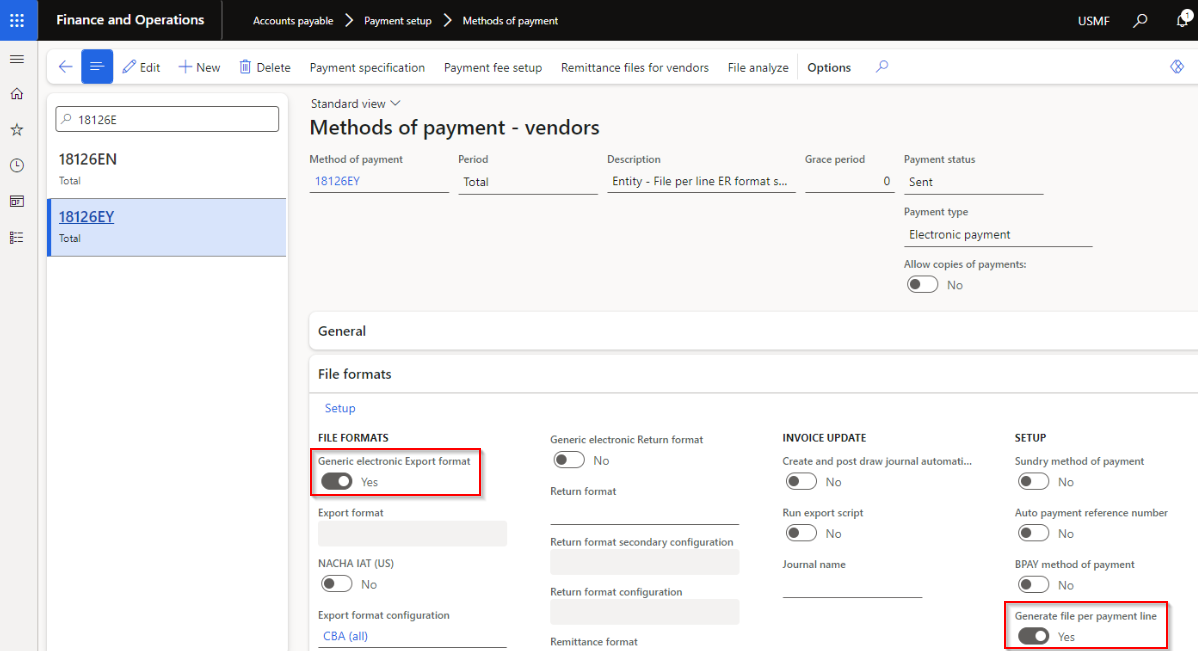 Finance and Operations
Accounts payable
Payment setup
Methods of payment
USMF
1
Edit
New
Delete
Payment specification
Payment fee setup
Remittance files for vendors
File analyze
Options
18126E
18126EN
Total
18126EY
Total
Standard view
Methods of payment - vendors
Method of payment
18126EY
Period
Total
Description
Entity - File per line ER format s...
Grace period
0
Payment status
Sent
Payment type
Electronic payment
Allow copies of payments:
No
General
File formats
Setup
FILE FORMATS
Generic electronic Export format
Yes
Export format
NACHA IAT (US)
No
Export format configuration
CBA (all)
Generic electronic Return format
No
Return format
Return format secondary configuration
Return format configuration
Remittance format
INVOICE UPDATE
Create and post draw journal automati...
No
Run export script
No
Journal name
SETUP
Sundry method of payment
No
Auto payment reference number
No
BPAY method of payment
No
Generate file per payment line
Yes